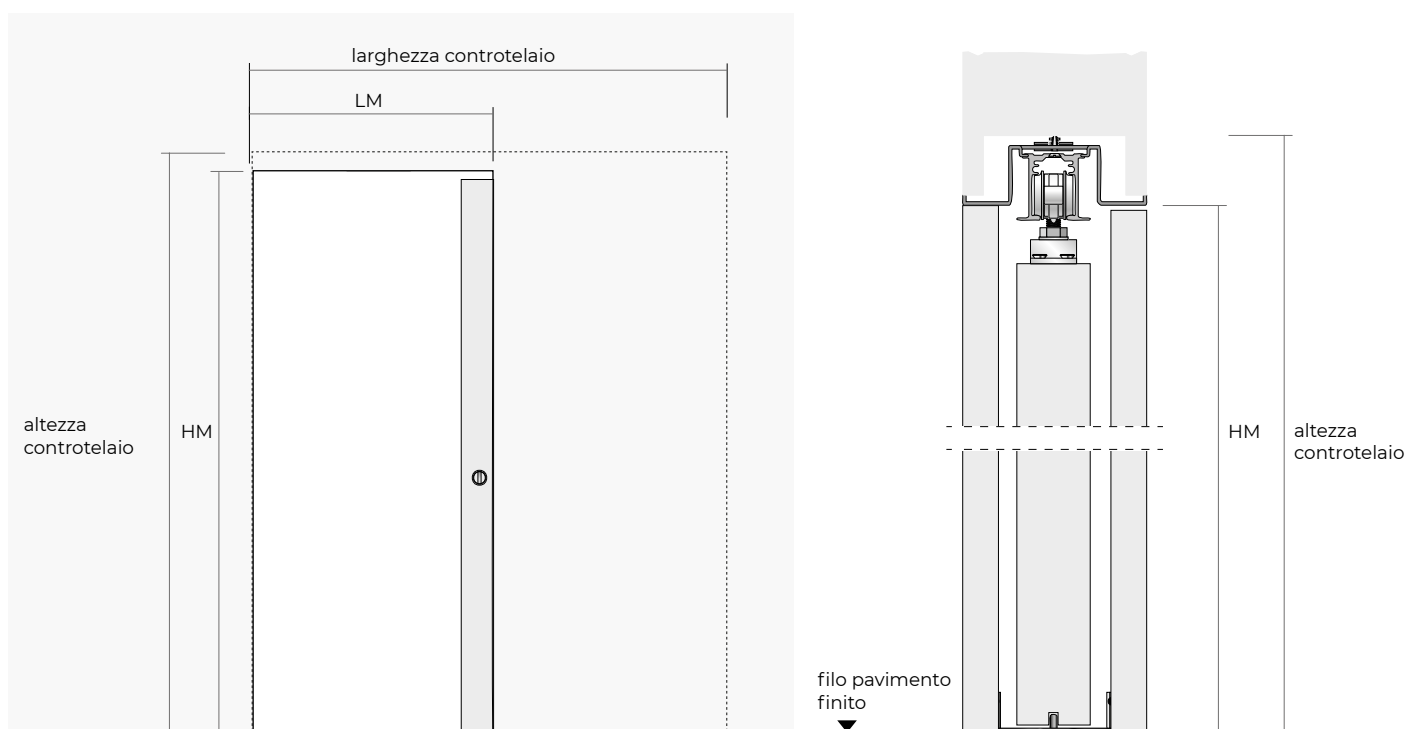 larghezza controtelaio
LM
altezza
controtelaio
HM
HM
altezza
controtelaio
filo pavimento
finito